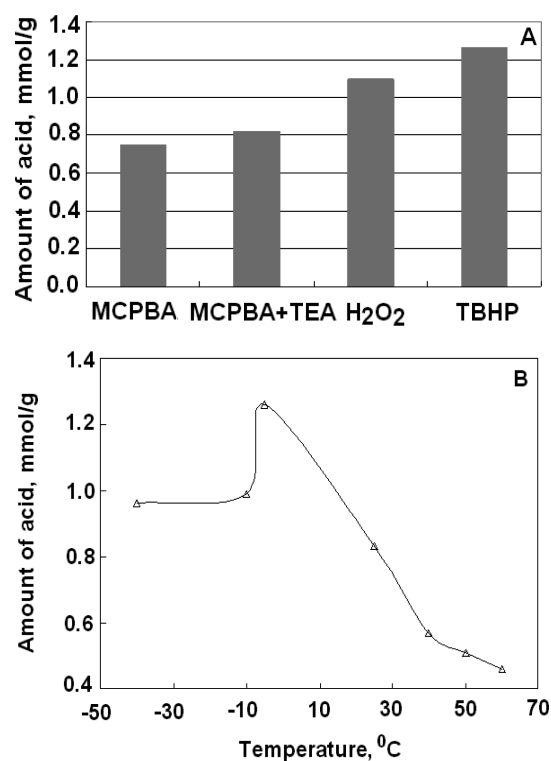 A
Amount of acid, mmol/g
1.4
1.2
1.0
0.8
0.6
0.4
0.2
0.0
MCPBA MCPBA+TEA H2O2 TBHP
B
Amount of acid, mmol/g
1.4
1.2
1.0
0.8
0.6
0.4
-50 -30 -10 10 30 50 70
Temperature, 0C